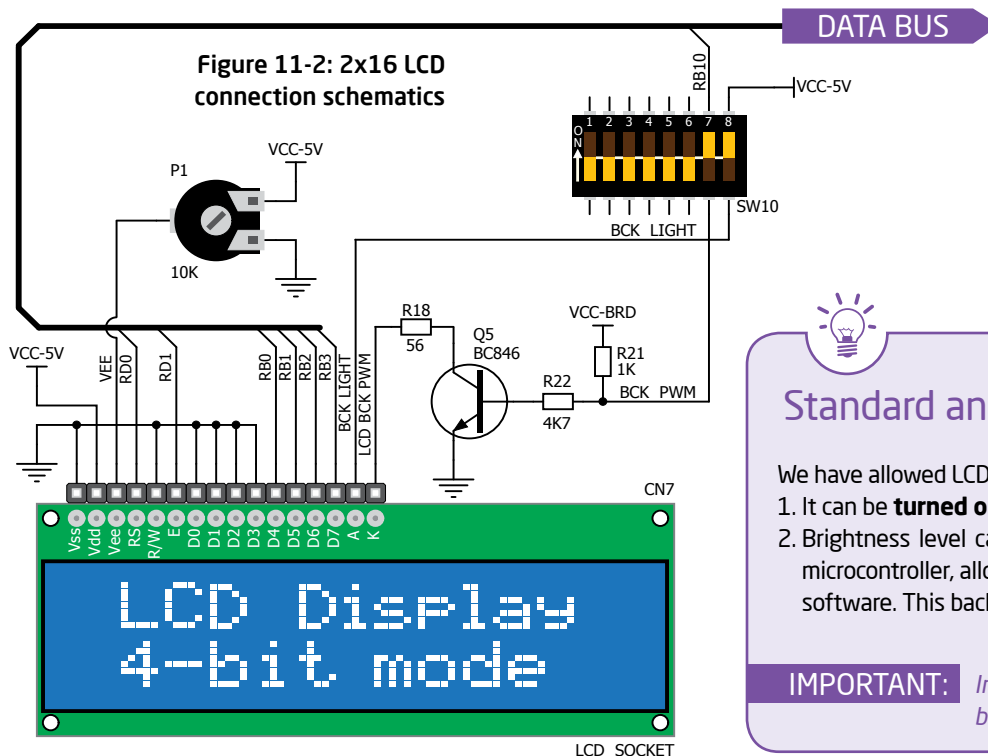 DATA BUS
Figure 11-2: 2x16 LCD
connection schematics
RB10
VCC-5V
1 2 3 4 5 6 7 8
ON
SW10
BCK LIGHT
VCC-5V
P1
10K
R18
56
Q5
BC846
VCC-BRD
R21
1K
R22
4K7
BCK PWM
VCC-5V
VEE
RD0
RD1
RB0
RB1
RB2
RB3
BCK LIGHT
LCD BCK PWM
CN7
Vss
Vdd
Vee
RS
R/W
E
D0
D1
D2
D3
D4
D5
D6
D7
A
K
LCD Display
4-bit mode
LCD SOCKET
Standard an
We have allowed LCD
1. It can be turned o
2. Brightness level ca
microcontroller, allo
software. This back
IMPORTANT:
In
b